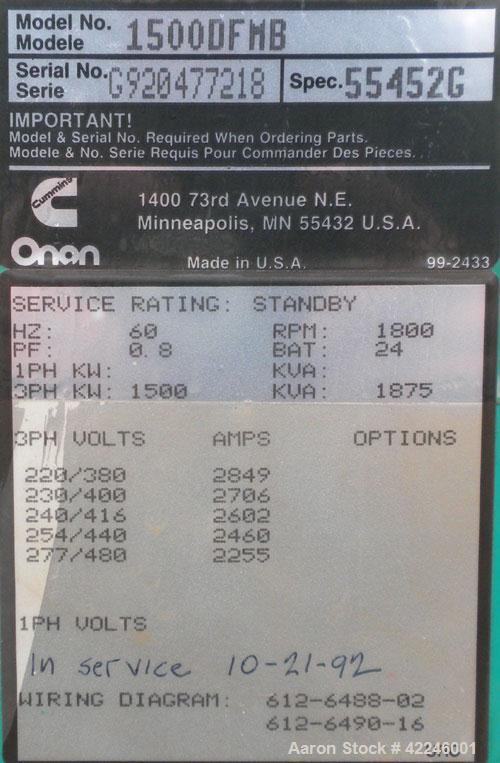 Model No. 1500DFMB
Modele
Serial No. G920477218 Spec. 55452G
Serie
IMPORTANT!
Model & Serial No. Required When Ordering Parts.
Modele & No. Serie Requis Pour Commander Des Pieces.
Cummins
1400 73rd Avenue N.E.
Minneapolis, MN 55432 U.S.A.
Onan
Made in U.S.A. 99-2433
SERVICE RATING: STANDBY
HZ: 60 RPM: 1800
PF: 0.8 BAT: 24
1PH KW: KVA:
3PH KW: 1500 KVA: 1875
3PH VOLTS AMPS OPTIONS
220/380 2849
230/400 2706
240/416 2602
254/440 2460
277/480 2255
1PH VOLTS
In service 10-21-92
WIRING DIAGRAM: 612-6488-02
612-6490-16
Aaron Stock # 42246001